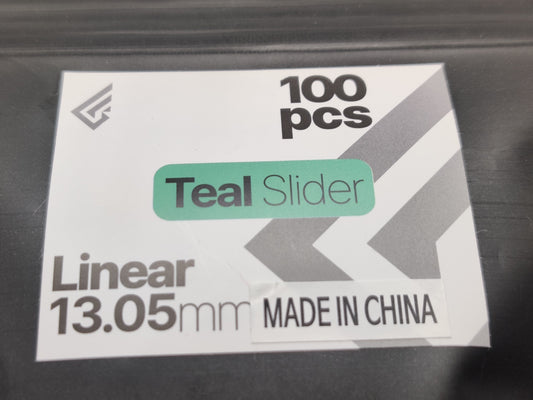 100
pcs
Teal Slider
Linear
13.05mm
MADE IN CHINA